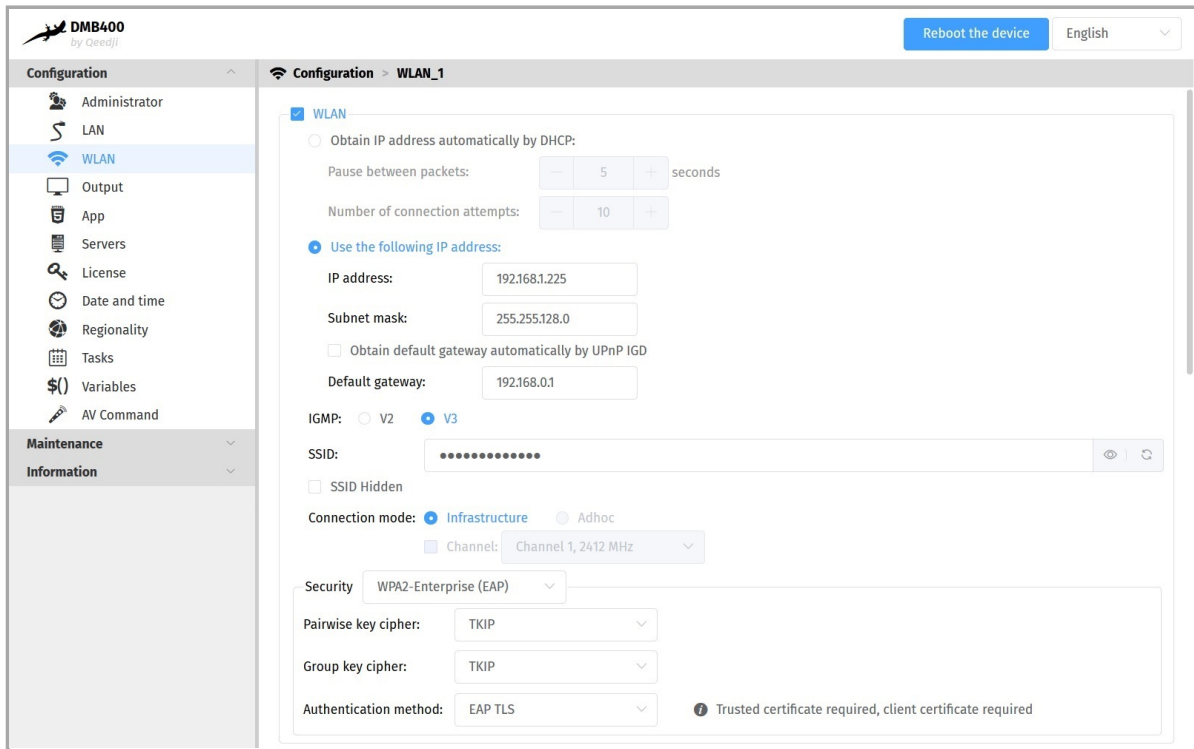 DMB400
by Qeedji
Reboot the device
English
Configuration
Administrator
LAN
WLAN
Output
App
Servers
License
Date and time
Regionality
Tasks
$() Variables
AV Command
Maintenance
Information
Configuration > WLAN_1
WLAN
Obtain IP address automatically by DHCP:
Pause between packets: − 5 + seconds
Number of connection attempts: − 10 +
Use the following IP address:
IP address: 192.168.1.225
Subnet mask: 255.255.128.0
Obtain default gateway automatically by UPnP IGD
Default gateway: 192.168.0.1
IGMP: V2 V3
SSID: •••••••••••••
SSID Hidden
Connection mode: Infrastructure Adhoc
Channel: Channel 1, 2412 MHz
Security WPA2-Enterprise (EAP)
Pairwise key cipher: TKIP
Group key cipher: TKIP
Authentication method: EAP TLS Trusted certificate required, client certificate required